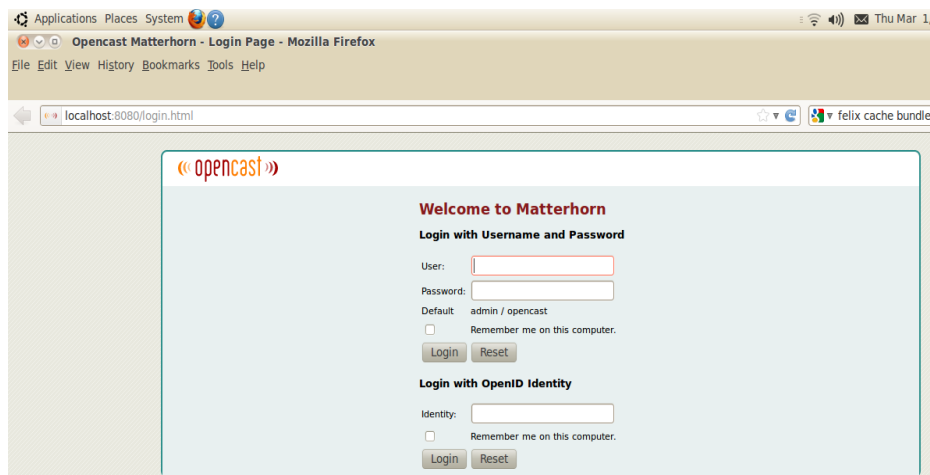 Applications Places System ?
Thu Mar 1,
Opencast Matterhorn - Login Page - Mozilla Firefox
File Edit View History Bookmarks Tools Help
localhost:8080/login.html
felix cache bundle
opencast
Welcome to Matterhorn
Login with Username and Password
User:
Password:
Default admin / opencast
Remember me on this computer.
Login Reset
Login with OpenID Identity
Identity:
Remember me on this computer.
Login Reset